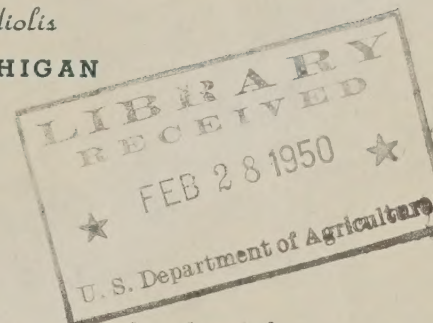 diolis
HIGAN
LIBRARY
RECEIVED
★ FEB 28 1950 ★
U. S. Department of Agriculture